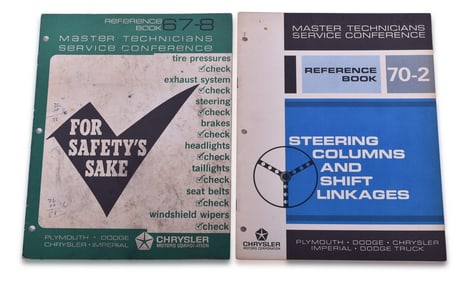 REFERENCE
BOOK 67-8
MASTER TECHNICIANS
SERVICE CONFERENCE
tire pressures
check
exhaust system
check
steering
check
brakes
check
headlights
check
taillights
check
seat belts
check
windshield wipers
check
FOR
SAFETY'S
SAKE
PLYMOUTH • DODGE
CHRYSLER • IMPERIAL
CHRYSLER
MOTORS CORPORATION
MASTER TECHNICIANS
SERVICE CONFERENCE
REFERENCE
BOOK
70-2
STEERING
COLUMNS
AND
SHIFT
LINKAGES
CHRYSLER
MOTORS CORPORATION
PLYMOUTH • DODGE • CHRYSLER
IMPERIAL • DODGE TRUCK